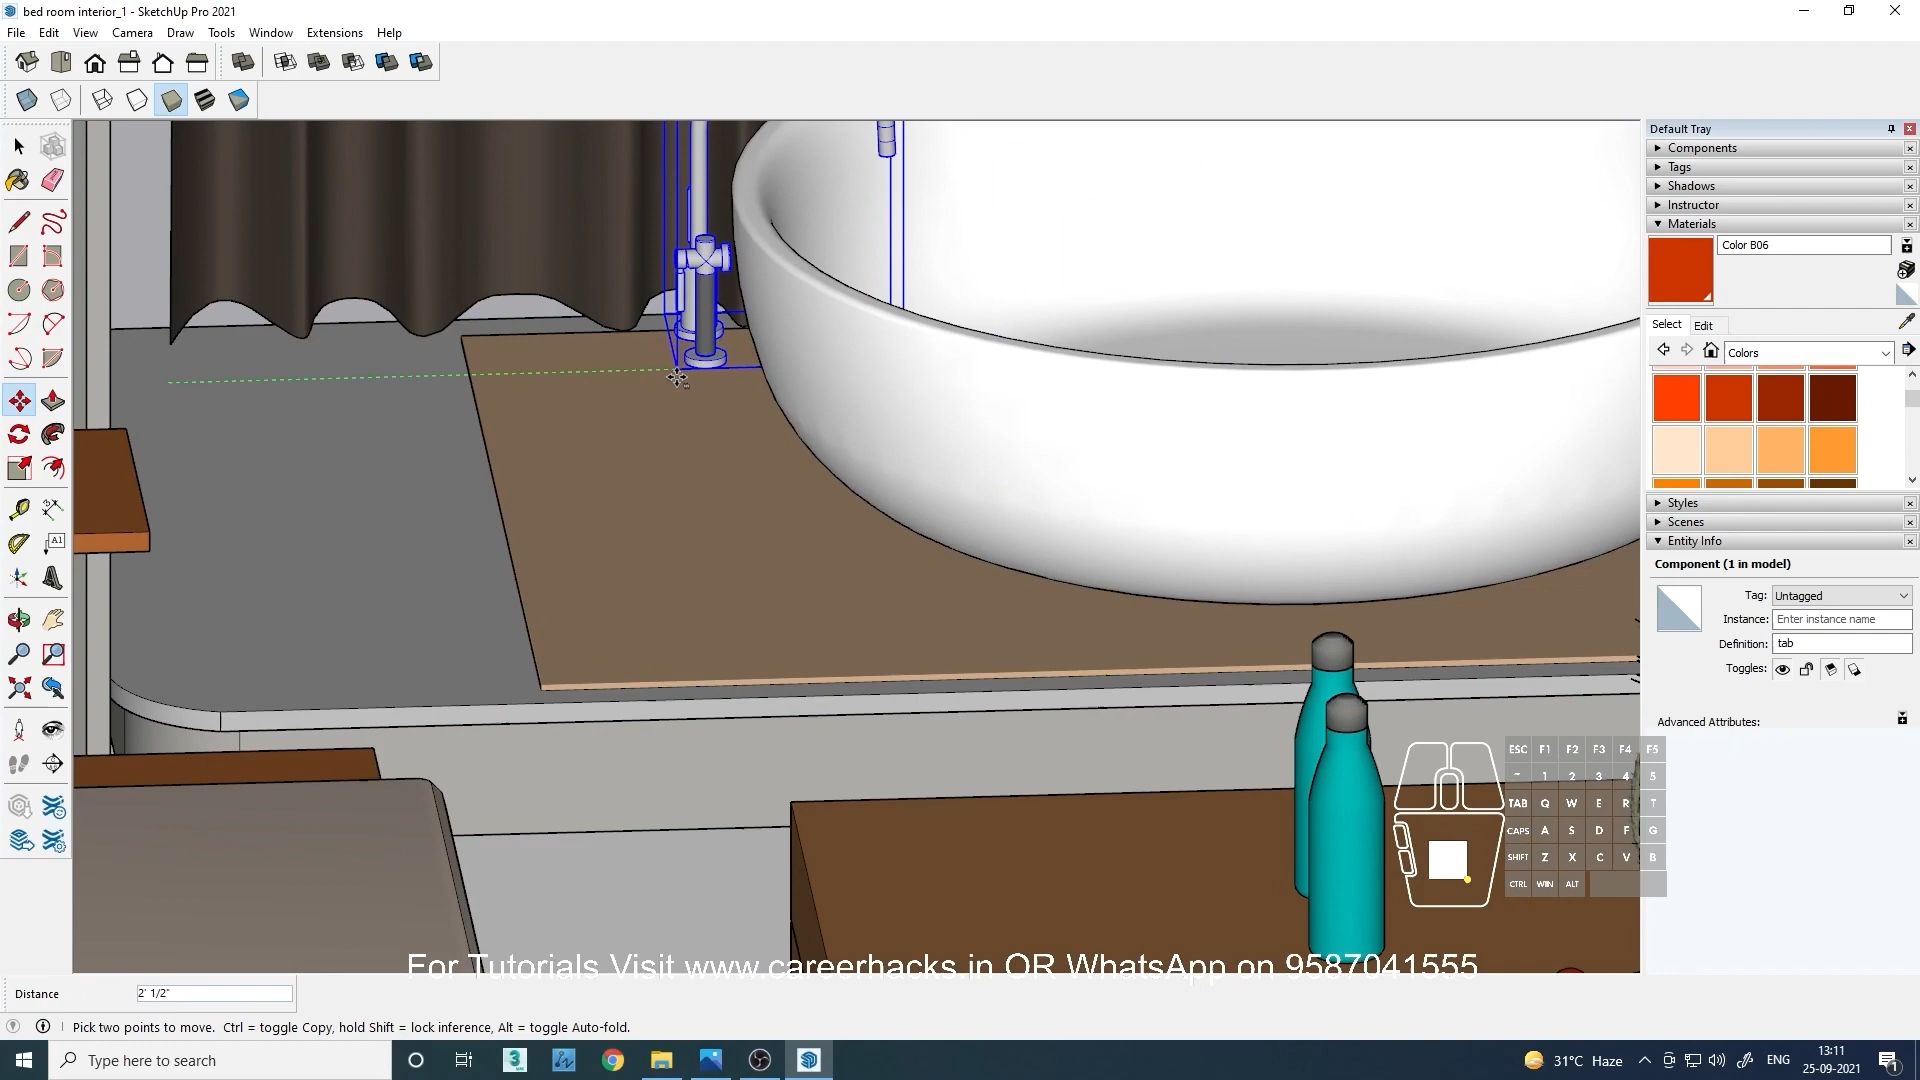 bed room interior_1 - SketchUp Pro 2021
File Edit View Camera Draw Tools Window Extensions Help
Default Tray
Components
Tags
Shadows
Instructor
Materials
Color B06
Select Edit
Colors
Styles
Scenes
Entity Info
Component (1 in model)
Tag: Untagged
Instance: Enter instance name
Definition: tab
Toggles:
Advanced Attributes:
A1
ESC F1 F2 F3 F4 F5
~ 1 2 3 4 5
TAB Q W E R T
CAPS A S D F G
SHIFT Z X C V B
CTRL WIN ALT
For Tutorials Visit www.careerhacks.in OR WhatsApp on 9587041555
Distance 2' 1/2"
Pick two points to move. Ctrl = toggle Copy, hold Shift = lock inference, Alt = toggle Auto-fold.
Type here to search
31°C Haze
ENG
13:11
25-09-2021
1